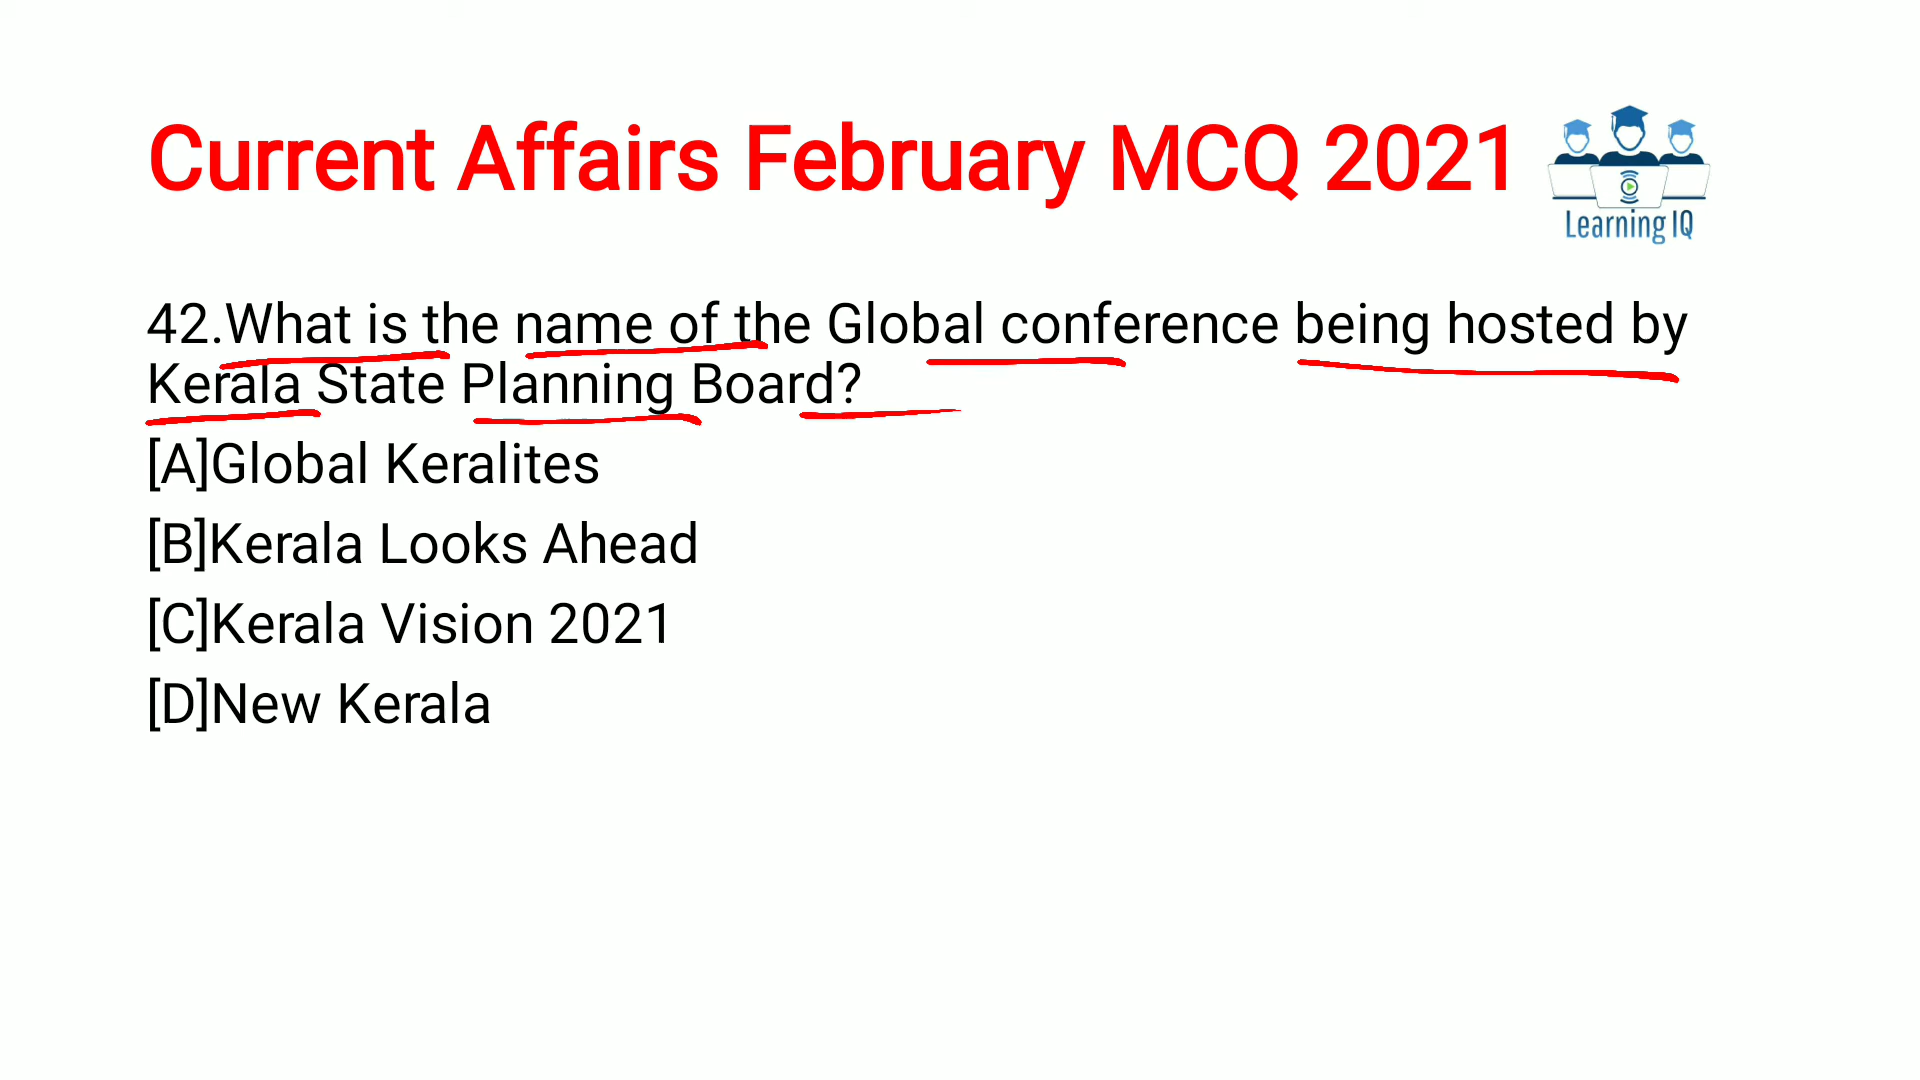 Current Affairs February MCQ 2021
Learning IQ
42.What is the name of the Global conference being hosted by
Kerala State Planning Board?
[A]Global Keralites
[B]Kerala Looks Ahead
[C]Kerala Vision 2021
[D]New Kerala